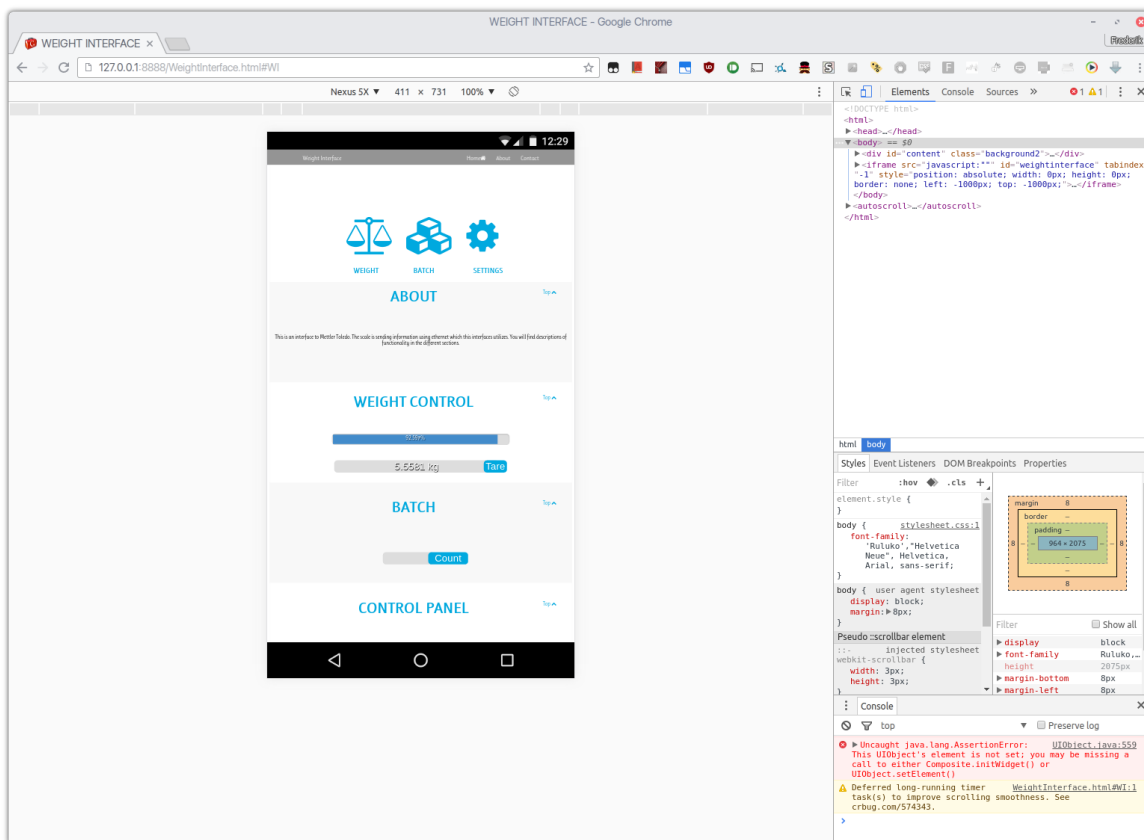 WEIGHT INTERFACE - Google Chrome
WEIGHT INTERFACE ×
Frederik
127.0.0.1:8888/WeightInterface.html#WI
Nexus 5X ▼ 411 × 731 100% ▼
12:29
Weight Interface Home About Contact
WEIGHT BATCH SETTINGS
ABOUT
Top
This is an interface to Mettler Toledo. The scale is sending information using ethernet which this interfaces utilizes. You will find descriptions of
functionality in the different sections.
WEIGHT CONTROL
Top
5.5581 kg Tare
BATCH
Top
Count
CONTROL PANEL
Top
Elements Console Sources » 1 1
<!DOCTYPE html>
<html>
▶<head>…</head>
▼<body> == $0
▶<div id="content" class="background2">…</div>
▶<iframe src="javascript:''" id="weightinterface" tabindex=
"-1" style="position: absolute; width: 0px; height: 0px;
border: none; left: -1000px; top: -1000px;">…</iframe>
</body>
▶<autoscroll>…</autoscroll>
</html>
html body
Styles Event Listeners DOM Breakpoints Properties
Filter :hov .cls +
element.style {
}
body { stylesheet.css:1
font-family:
'Ruluko',"Helvetica
Neue", Helvetica,
Arial, sans-serif;
}
body { user agent stylesheet
display: block;
margin:▶8px;
}
Pseudo ::scrollbar element
::- injected stylesheet
webkit-scrollbar {
width: 3px;
height: 3px;
}
margin 8
border –
padding –
8 – – 964 × 2075 – – 8
–
–
8
Filter Show all
▶display block
▶font-family Ruluko,…
height 2075px
▶margin-bottom 8px
▶margin-left 8px
Console
top ▼ Preserve log
▶Uncaught java.lang.AssertionError: UIObject.java:559
This UIObject's element is not set; you may be missing a
call to either Composite.initWidget() or
UIObject.setElement()
Deferred long-running timer WeightInterface.html#WI:1
task(s) to improve scrolling smoothness. See
crbug.com/574343.
>